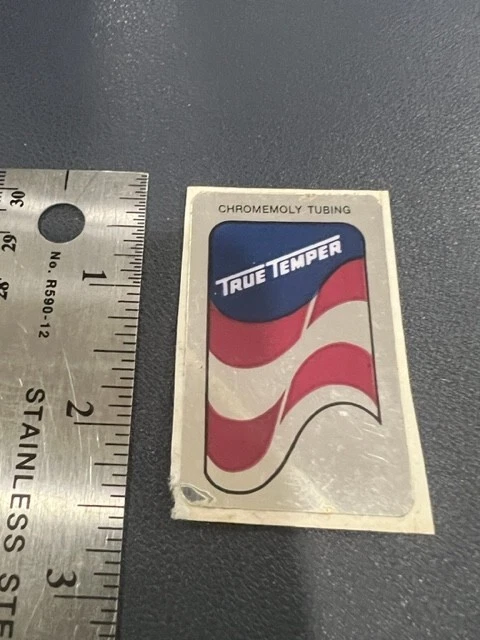 CHROMEMOLY TUBING
TRUE TEMPER
30
29
28
No. R590-12
1
2
3
STAINLESS STE